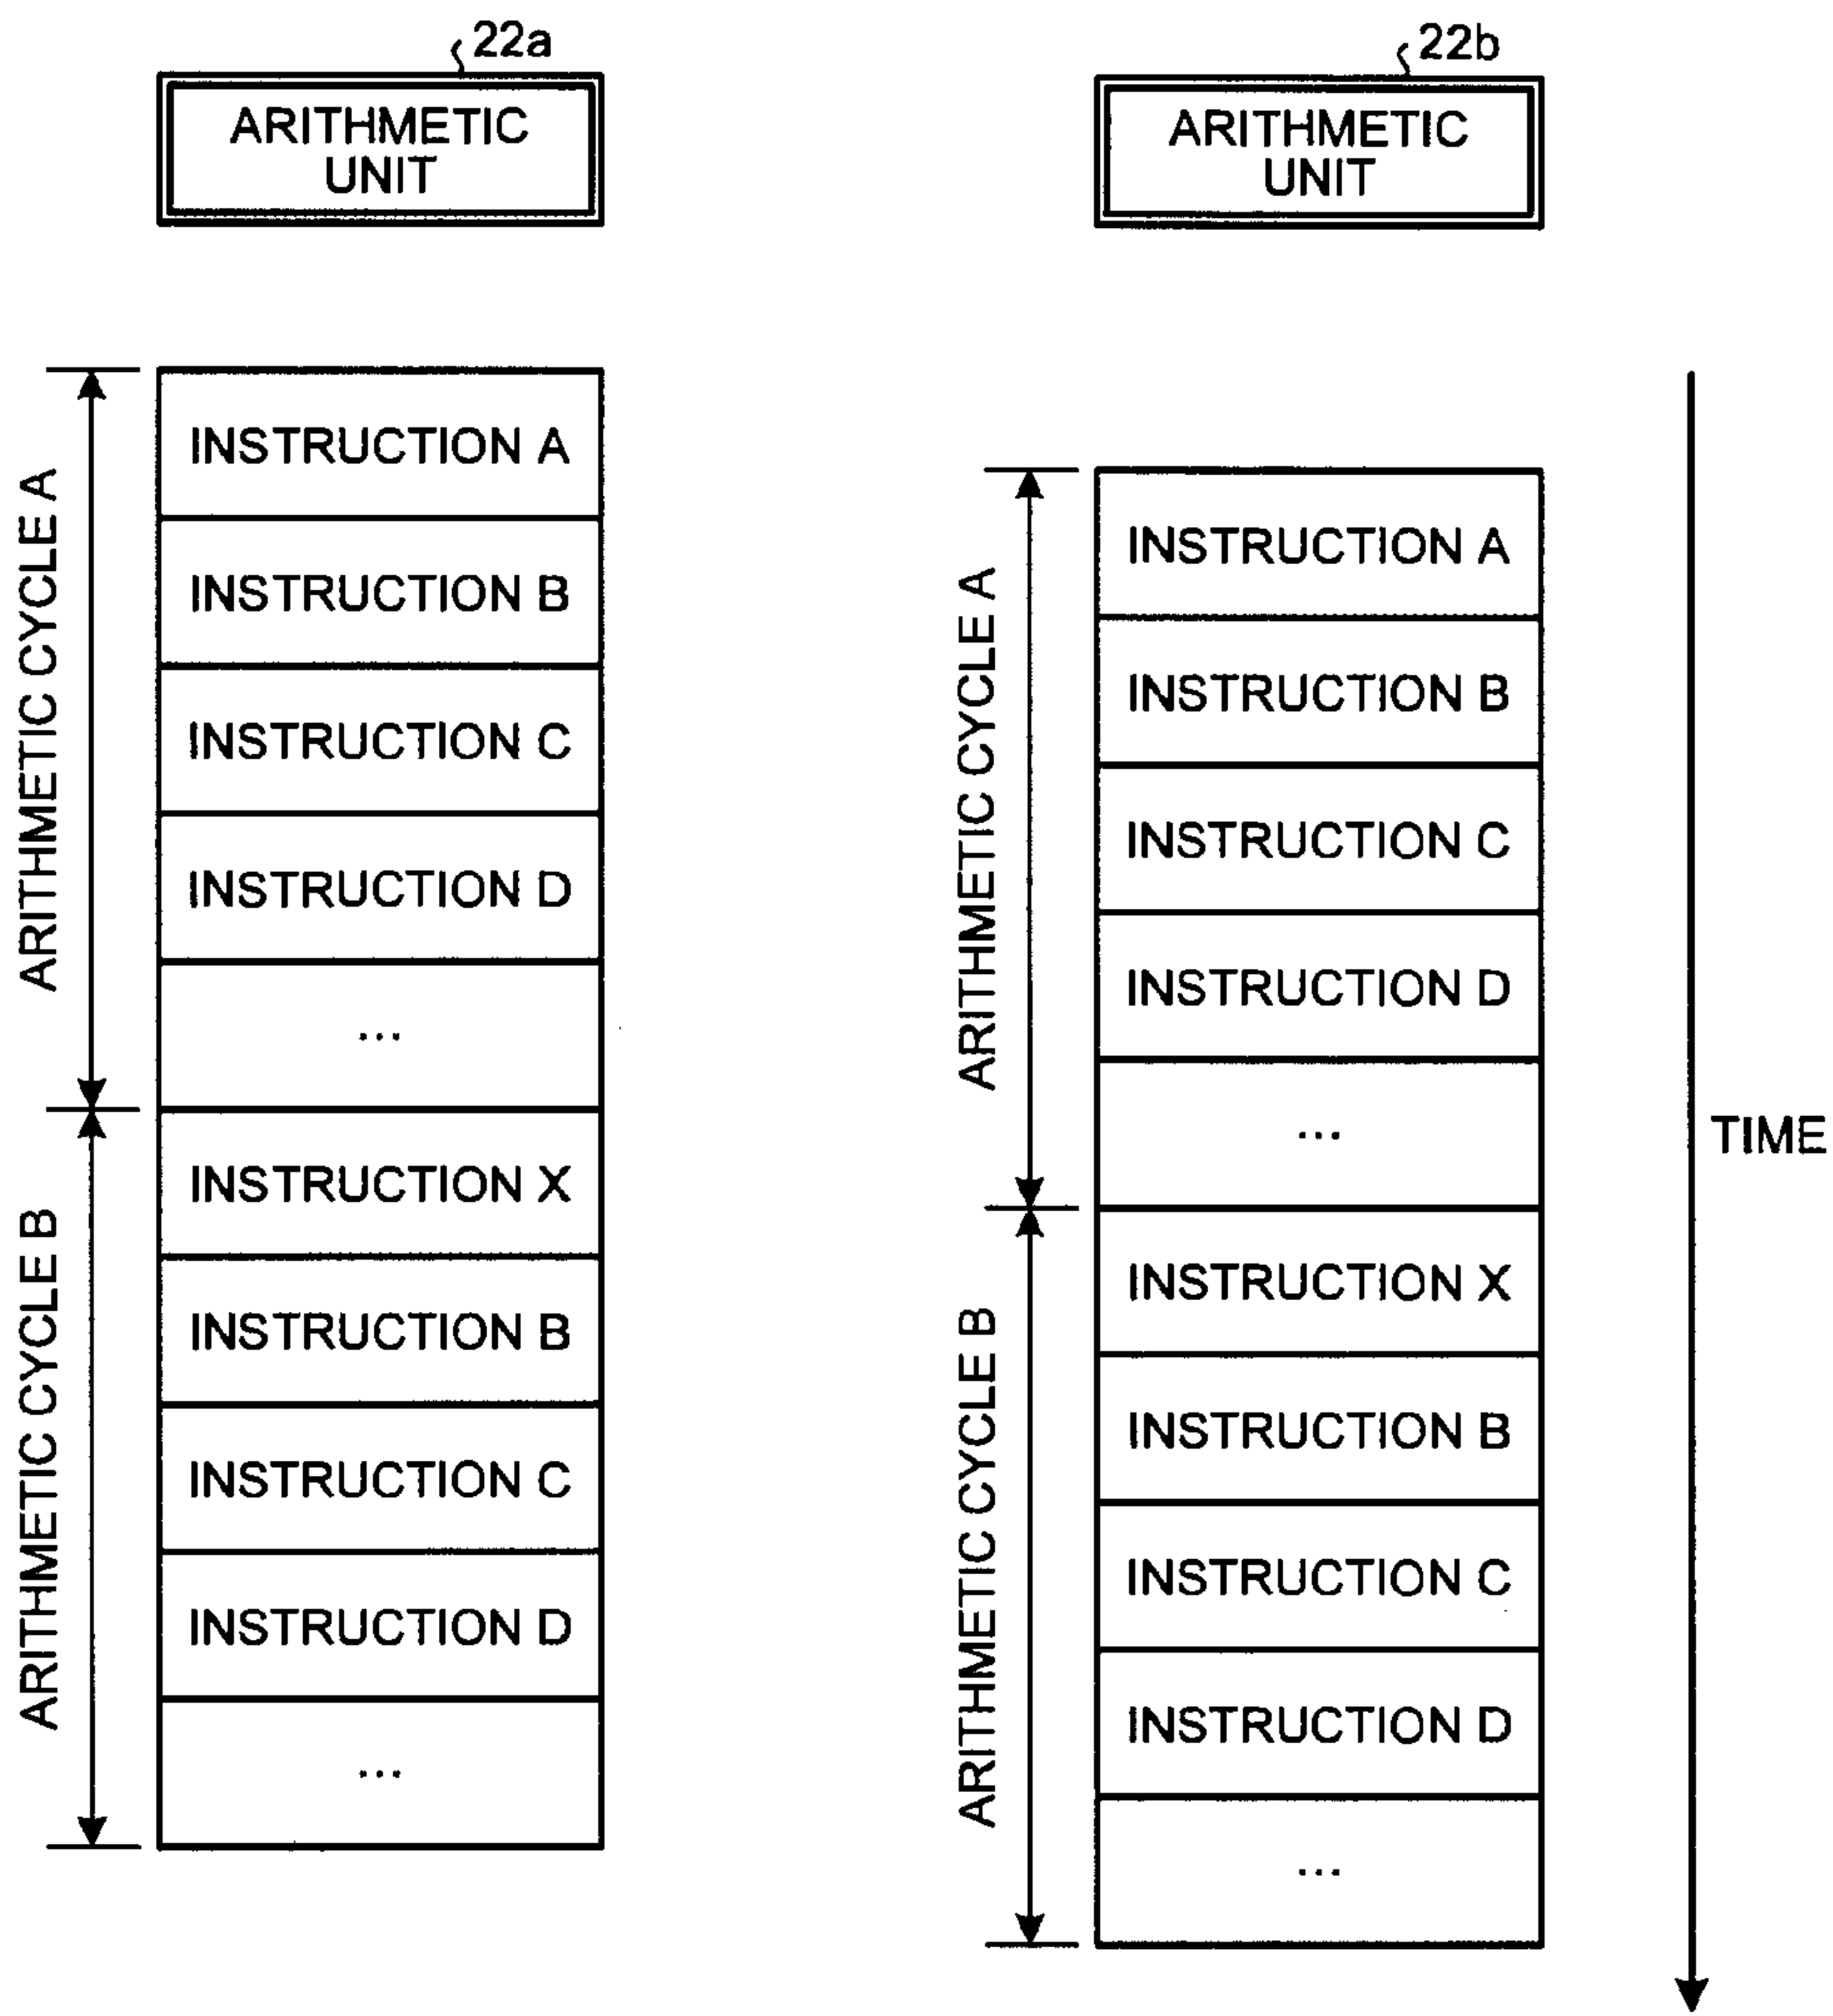 22a
ARITHMETIC
UNIT
ARITHMETIC CYCLE A
INSTRUCTION A
INSTRUCTION B
INSTRUCTION C
INSTRUCTION D
...
ARITHMETIC CYCLE B
INSTRUCTION X
INSTRUCTION B
INSTRUCTION C
INSTRUCTION D
...
22b
ARITHMETIC
UNIT
ARITHMETIC CYCLE A
INSTRUCTION A
INSTRUCTION B
INSTRUCTION C
INSTRUCTION D
...
ARITHMETIC CYCLE B
INSTRUCTION X
INSTRUCTION B
INSTRUCTION C
INSTRUCTION D
...
TIME